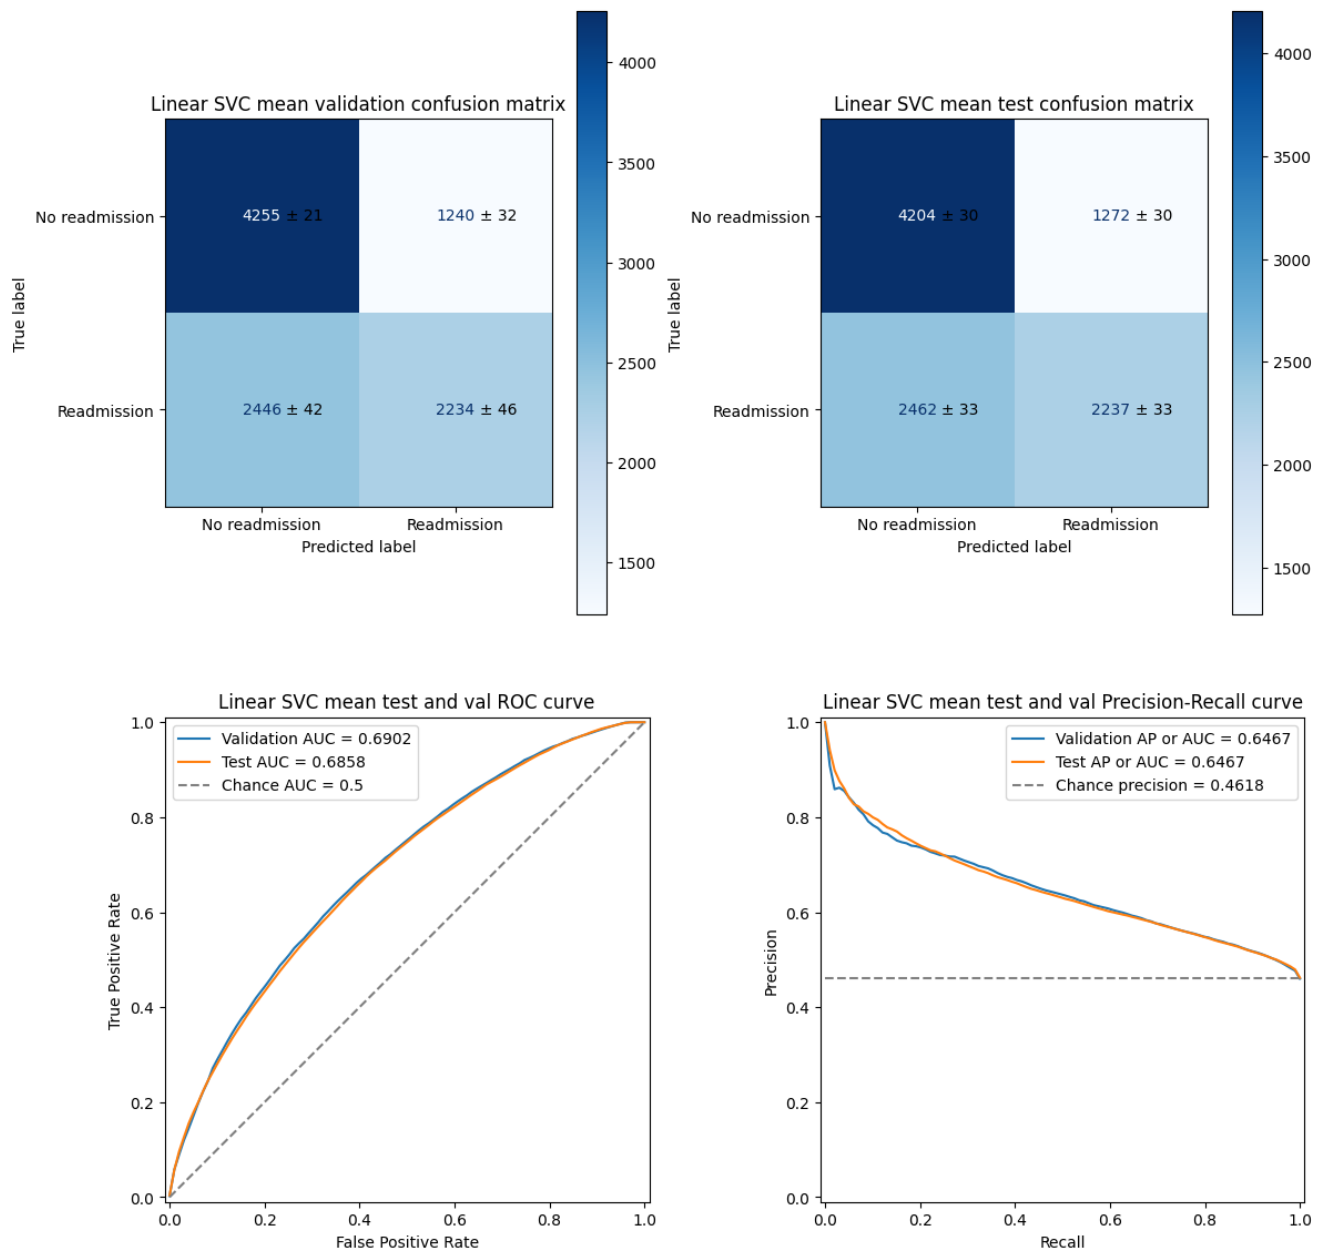 Linear SVC mean validation confusion matrix
4255 ± 21
1240 ± 32
2446 ± 42
2234 ± 46
No readmission
Readmission
True label
No readmission
Readmission
Predicted label
4000
3500
3000
2500
2000
1500
Linear SVC mean test confusion matrix
4204 ± 30
1272 ± 30
2462 ± 33
2237 ± 33
No readmission
Readmission
True label
No readmission
Readmission
Predicted label
4000
3500
3000
2500
2000
1500
Linear SVC mean test and val ROC curve
Validation AUC = 0.6902
Test AUC = 0.6858
Chance AUC = 0.5
1.0
0.8
0.6
0.4
0.2
0.0
True Positive Rate
0.0 0.2 0.4 0.6 0.8 1.0
False Positive Rate
Linear SVC mean test and val Precision-Recall curve
Validation AP or AUC = 0.6467
Test AP or AUC = 0.6467
Chance precision = 0.4618
1.0
0.8
0.6
0.4
0.2
0.0
Precision
0.0 0.2 0.4 0.6 0.8 1.0
Recall